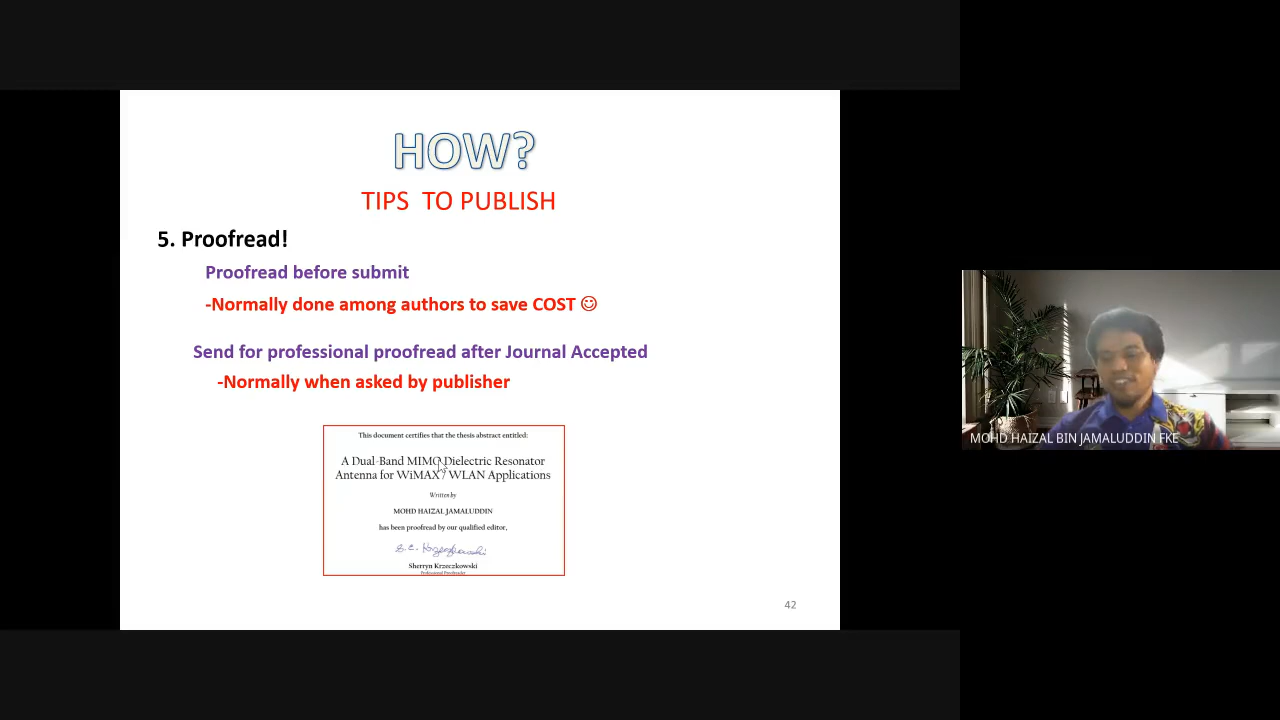 HOW?
TIPS TO PUBLISH
5. Proofread!
Proofread before submit
-Normally done among authors to save COST ☺
Send for professional proofread after Journal Accepted
-Normally when asked by publisher
This document certifies that the thesis abstract entitled:
A Dual-Band MIMO Dielectric Resonator
Antenna for WiMAX / WLAN Applications
Written by
MOHD HAIZAL JAMALUDDIN
has been proofread by our qualified editor,
S.E. Krzeczkowski
Sherryn Krzeczkowski
Professional Proofreader
42
MOHD HAIZAL BIN JAMALUDDIN FKE